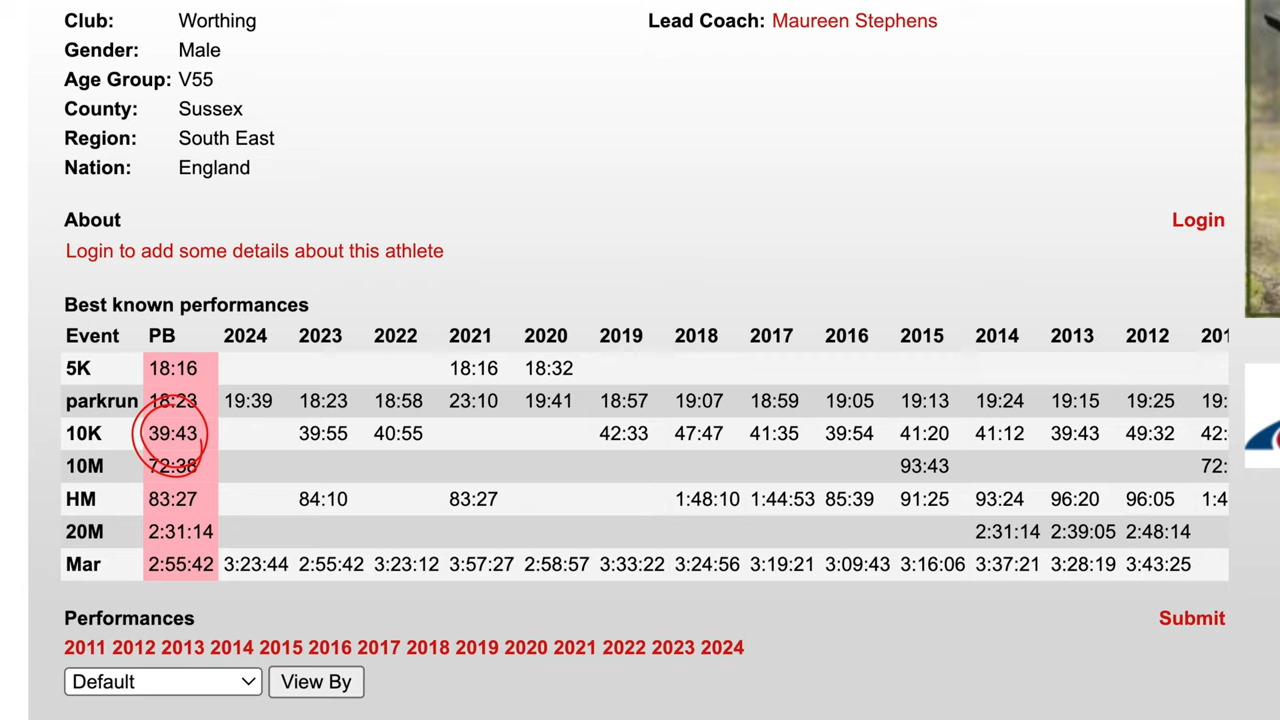 Club: Worthing Lead Coach: Maureen Stephens
Gender: Male
Age Group: V55
County: Sussex
Region: South East
Nation: England
About Login
Login to add some details about this athlete
Best known performances
Event PB 2024 2023 2022 2021 2020 2019 2018 2017 2016 2015 2014 2013 2012 201
5K 18:16 18:16 18:32
parkrun 18:23 19:39 18:23 18:58 23:10 19:41 18:57 19:07 18:59 19:05 19:13 19:24 19:15 19:25 19:
10K 39:43 39:55 40:55 42:33 47:47 41:35 39:54 41:20 41:12 39:43 49:32 42:
10M 72:38 93:43 72:
HM 83:27 84:10 83:27 1:48:10 1:44:53 85:39 91:25 93:24 96:20 96:05 1:4
20M 2:31:14 2:31:14 2:39:05 2:48:14
Mar 2:55:42 3:23:44 2:55:42 3:23:12 3:57:27 2:58:57 3:33:22 3:24:56 3:19:21 3:09:43 3:16:06 3:37:21 3:28:19 3:43:25
Performances Submit
2011 2012 2013 2014 2015 2016 2017 2018 2019 2020 2021 2022 2023 2024
Default View By